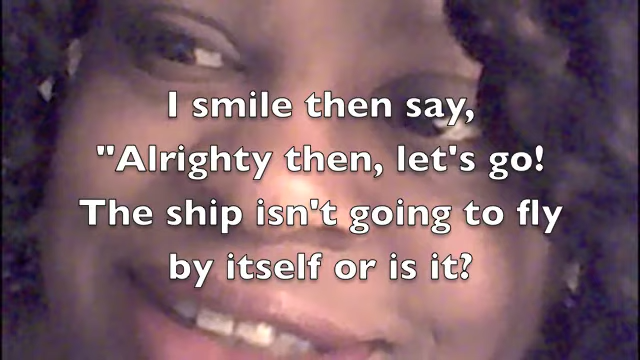 I smile then say,
"Alrighty then, let's go!
The ship isn't going to fly
by itself or is it?